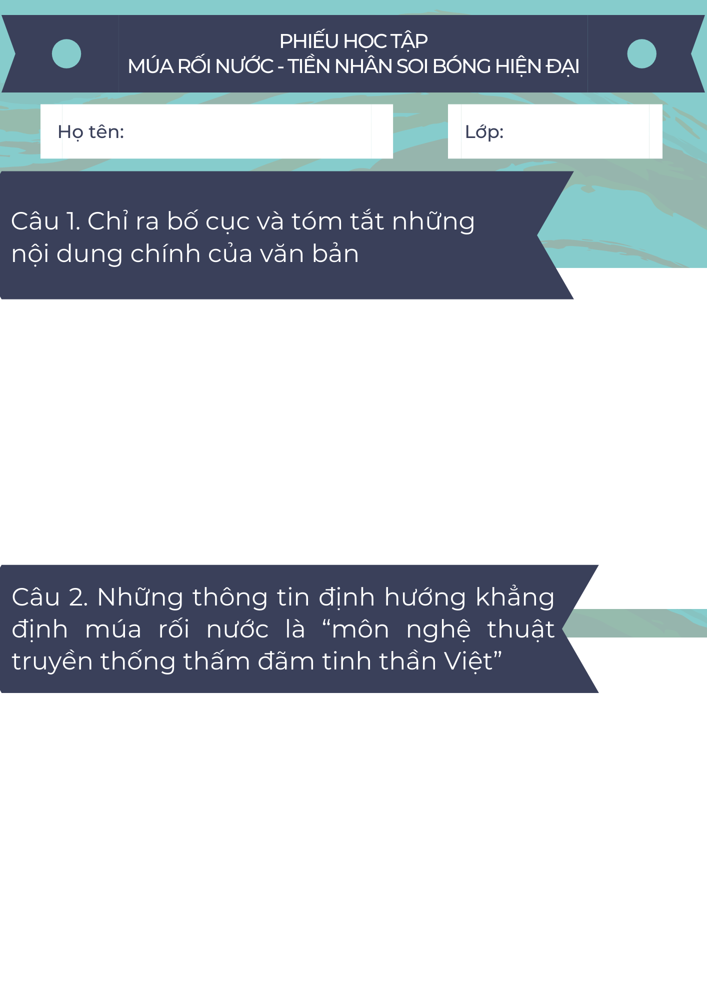 PHIẾU HỌC TẬP
MÚA RỐI NƯỚC - TIỀN NHÂN SOI BÓNG HIỆN ĐẠI
Họ tên:
Lớp:
Câu 1. Chỉ ra bố cục và tóm tắt những
nội dung chính của văn bản
Câu 2. Những thông tin định hướng khẳng
định múa rối nước là “môn nghệ thuật
truyền thống thấm đãm tinh thần Việt”